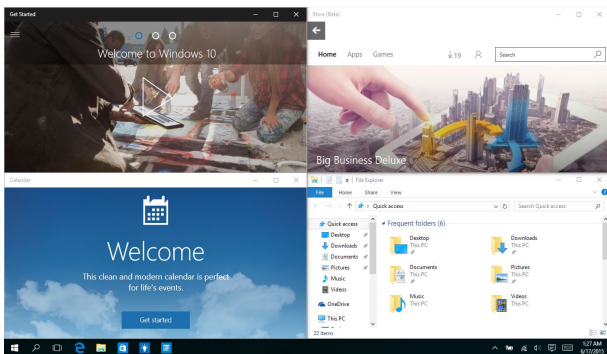 Get Started
Welcome to Windows 10
Store (Beta)
Home Apps Games 19 Search
Big Business Deluxe
Calendar
Welcome
This clean and modern calendar is perfect
for life's events.
Get started
File Explorer
File Home Share View
Quick access
Search Quick access
Quick access
Desktop
Downloads
Documents
Pictures
Music
Videos
OneDrive
This PC
22 items
Frequent folders (6)
Desktop
This PC
Downloads
This PC
Documents
This PC
Pictures
This PC
Music
This PC
Videos
This PC
1:27 AM
6/17/2015